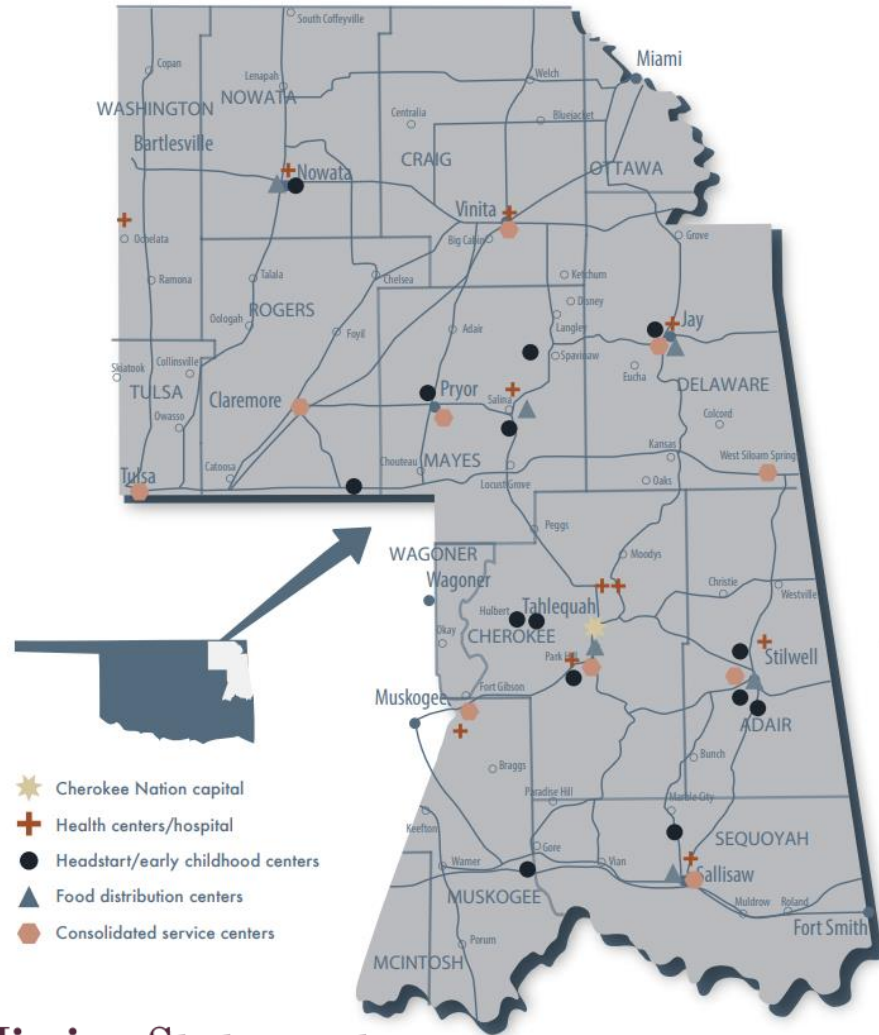 South Coffeyville
Miami
Copan
Lenapah
Welch
WASHINGTON
NOWATA
Centralia
Bluejacket
Bartlesville
CRAIG
OTTAWA
Nowata
Vinita
Ochelata
Big Cabin
Grove
Ramona
Talala
Chelsea
Ketchum
ROGERS
Disney
Oologah
Foyil
Adair
Langley
Jay
Skiatook
Collinsville
Spavinaw
Eucha
TULSA
Pryor
DELAWARE
Claremore
Salina
Owasso
Colcord
Tulsa
Catoosa
Chouteau
MAYES
Kansas
West Siloam Springs
Locust Grove
Oaks
Peggs
WAGONER
Moodys
Wagoner
Christie
Westville
Hulbert
Tahlequah
Okay
CHEROKEE
Park Hill
Stilwell
Muskogee
Fort Gibson
ADAIR
Braggs
Bunch
Paradise Hill
Marble City
Keefton
SEQUOYAH
Gore
Warner
Vian
Sallisaw
MUSKOGEE
Muldrow
Roland
Fort Smith
Porum
MCINTOSH
Cherokee Nation capital
Health centers/hospital
Headstart/early childhood centers
Food distribution centers
Consolidated service centers